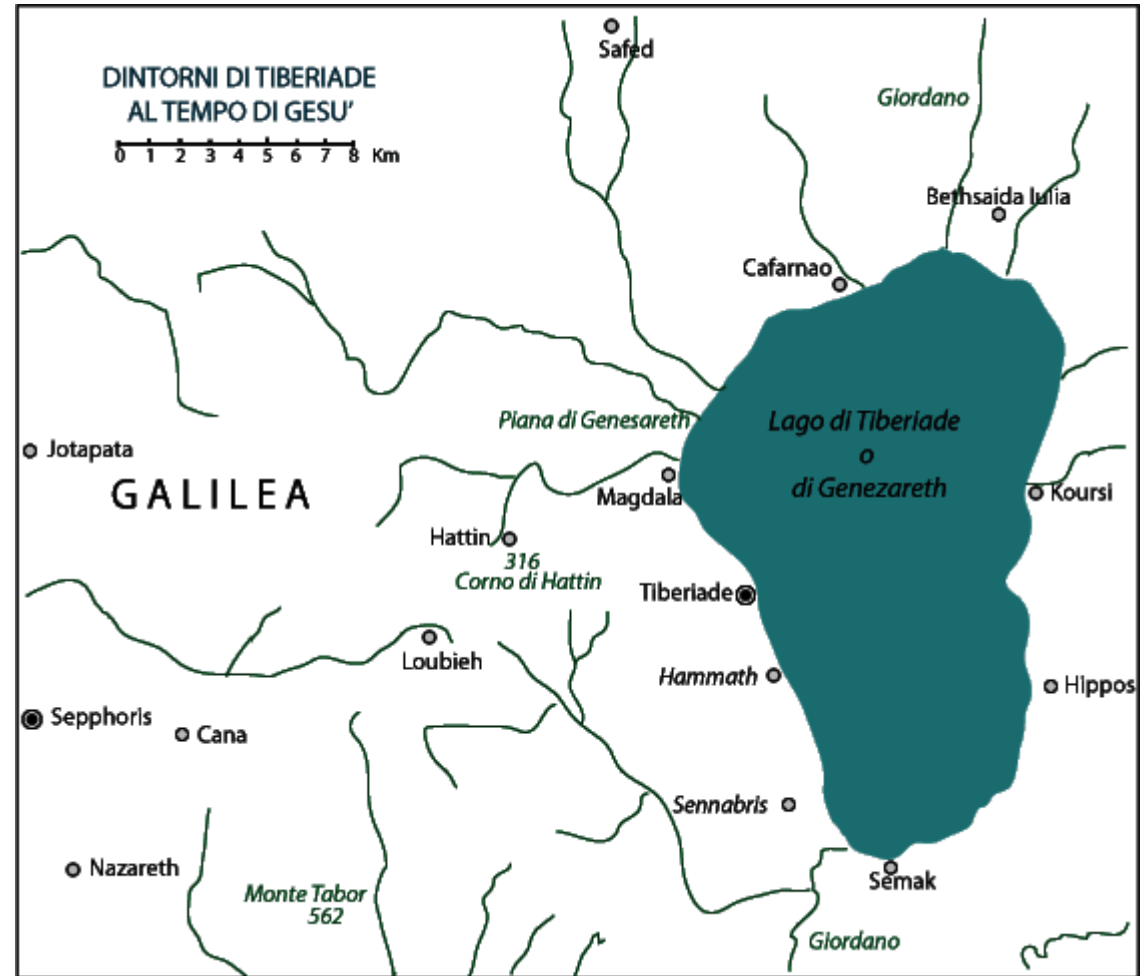 Safed
DINTORNI DI TIBERIADE
AL TEMPO DI GESU'
0 1 2 3 4 5 6 7 8 Km
Giordano
Bethsaida Iulia
Cafarnao
Piana di Genesareth
Lago di Tiberiade
o
di Genezareth
Jotapata
GALILEA
Magdala
Koursi
Hattin
316
Corno di Hattin
Tiberiade
Loubieh
Hammath
Hippos
Sepphoris
Cana
Sennabris
Nazareth
Semak
Monte Tabor
562
Giordano